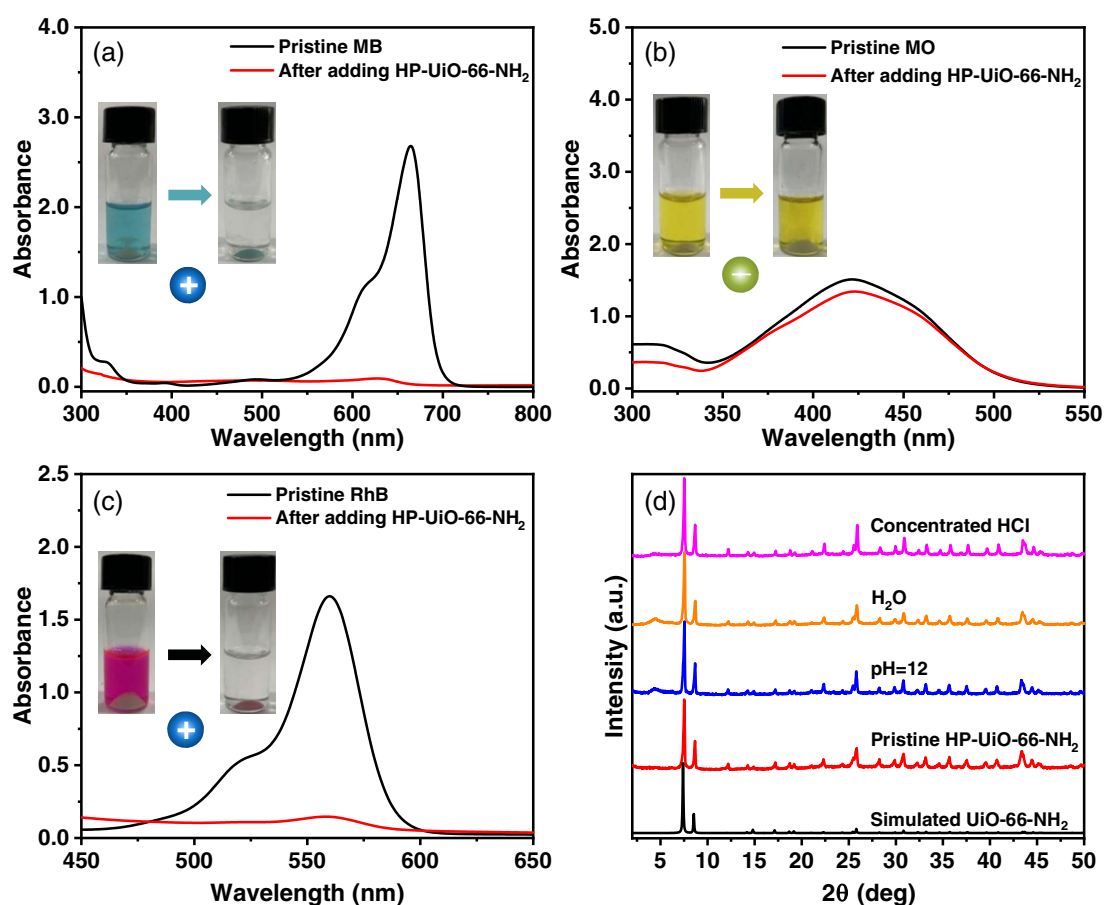 (a)
Pristine MB
After adding HP-UiO-66-NH₂
4.0
3.0
2.0
1.0
0.0
Absorbance
+
300 400 500 600 700 800
Wavelength (nm)
(b)
Pristine MO
After adding HP-UiO-66-NH₂
5.0
4.0
3.0
2.0
1.0
0.0
Absorbance
−
300 350 400 450 500 550
Wavelength (nm)
(c)
Pristine RhB
After adding HP-UiO-66-NH₂
2.5
2.0
1.5
1.0
0.5
0.0
Absorbance
+
450 500 550 600 650
Wavelength (nm)
(d)
Concentrated HCl
H₂O
pH=12
Pristine HP-UiO-66-NH₂
Simulated UiO-66-NH₂
Intensity (a.u.)
5 10 15 20 25 30 35 40 45 50
2θ (deg)